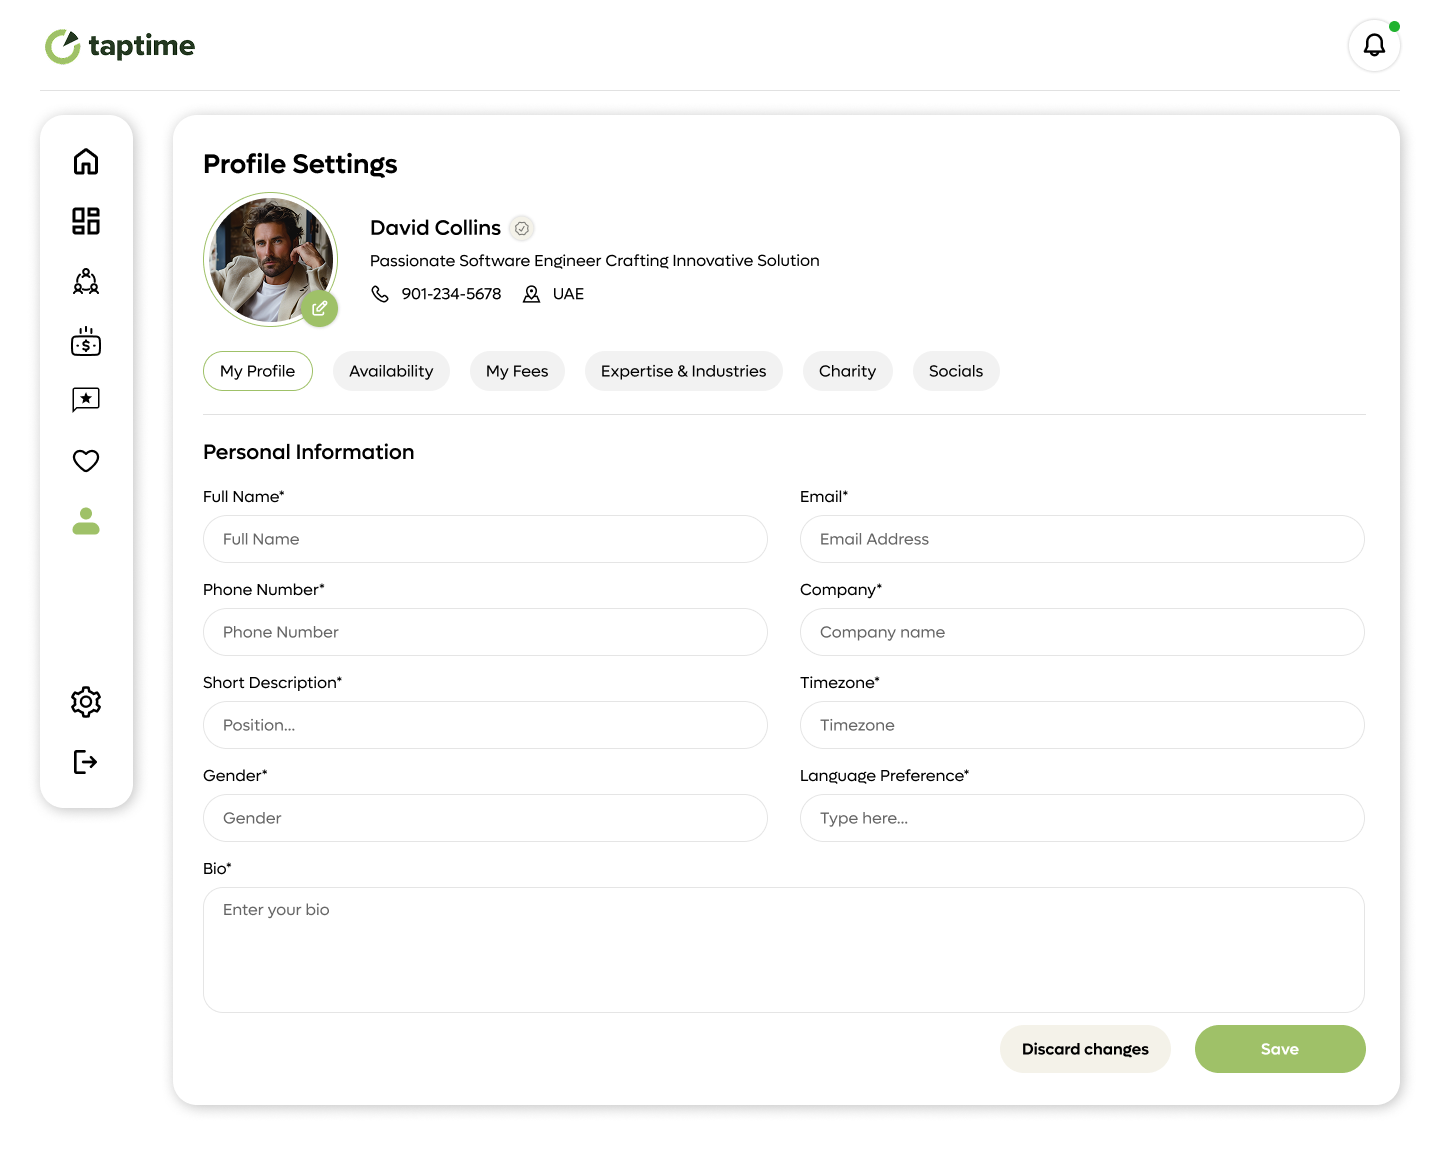 taptime
Profile Settings
David Collins
Passionate Software Engineer Crafting Innovative Solution
901-234-5678 UAE
My Profile Availability My Fees Expertise & Industries Charity Socials
Personal Information
Full Name* Email*
Full Name Email Address
Phone Number* Company*
Phone Number Company name
Short Description* Timezone*
Position... Timezone
Gender* Language Preference*
Gender Type here...
Bio*
Enter your bio
Discard changes Save